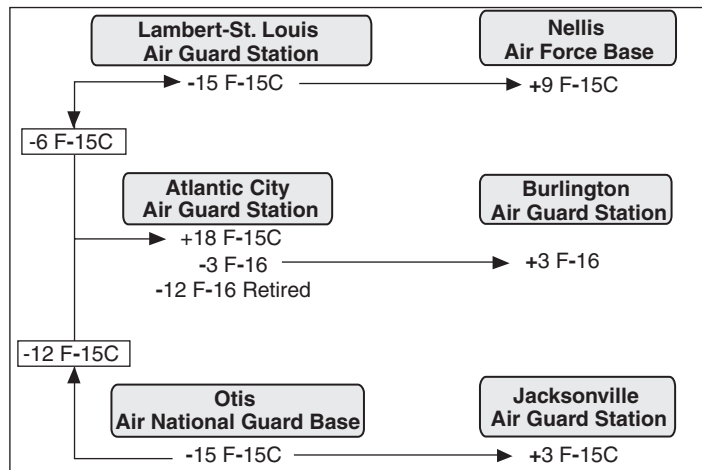 Lambert-St. Louis
Air Guard Station
-15 F-15C
Nellis
Air Force Base
+9 F-15C
-6 F-15C
Atlantic City
Air Guard Station
+18 F-15C
-3 F-16
-12 F-16 Retired
Burlington
Air Guard Station
+3 F-16
-12 F-15C
Otis
Air National Guard Base
-15 F-15C
Jacksonville
Air Guard Station
+3 F-15C